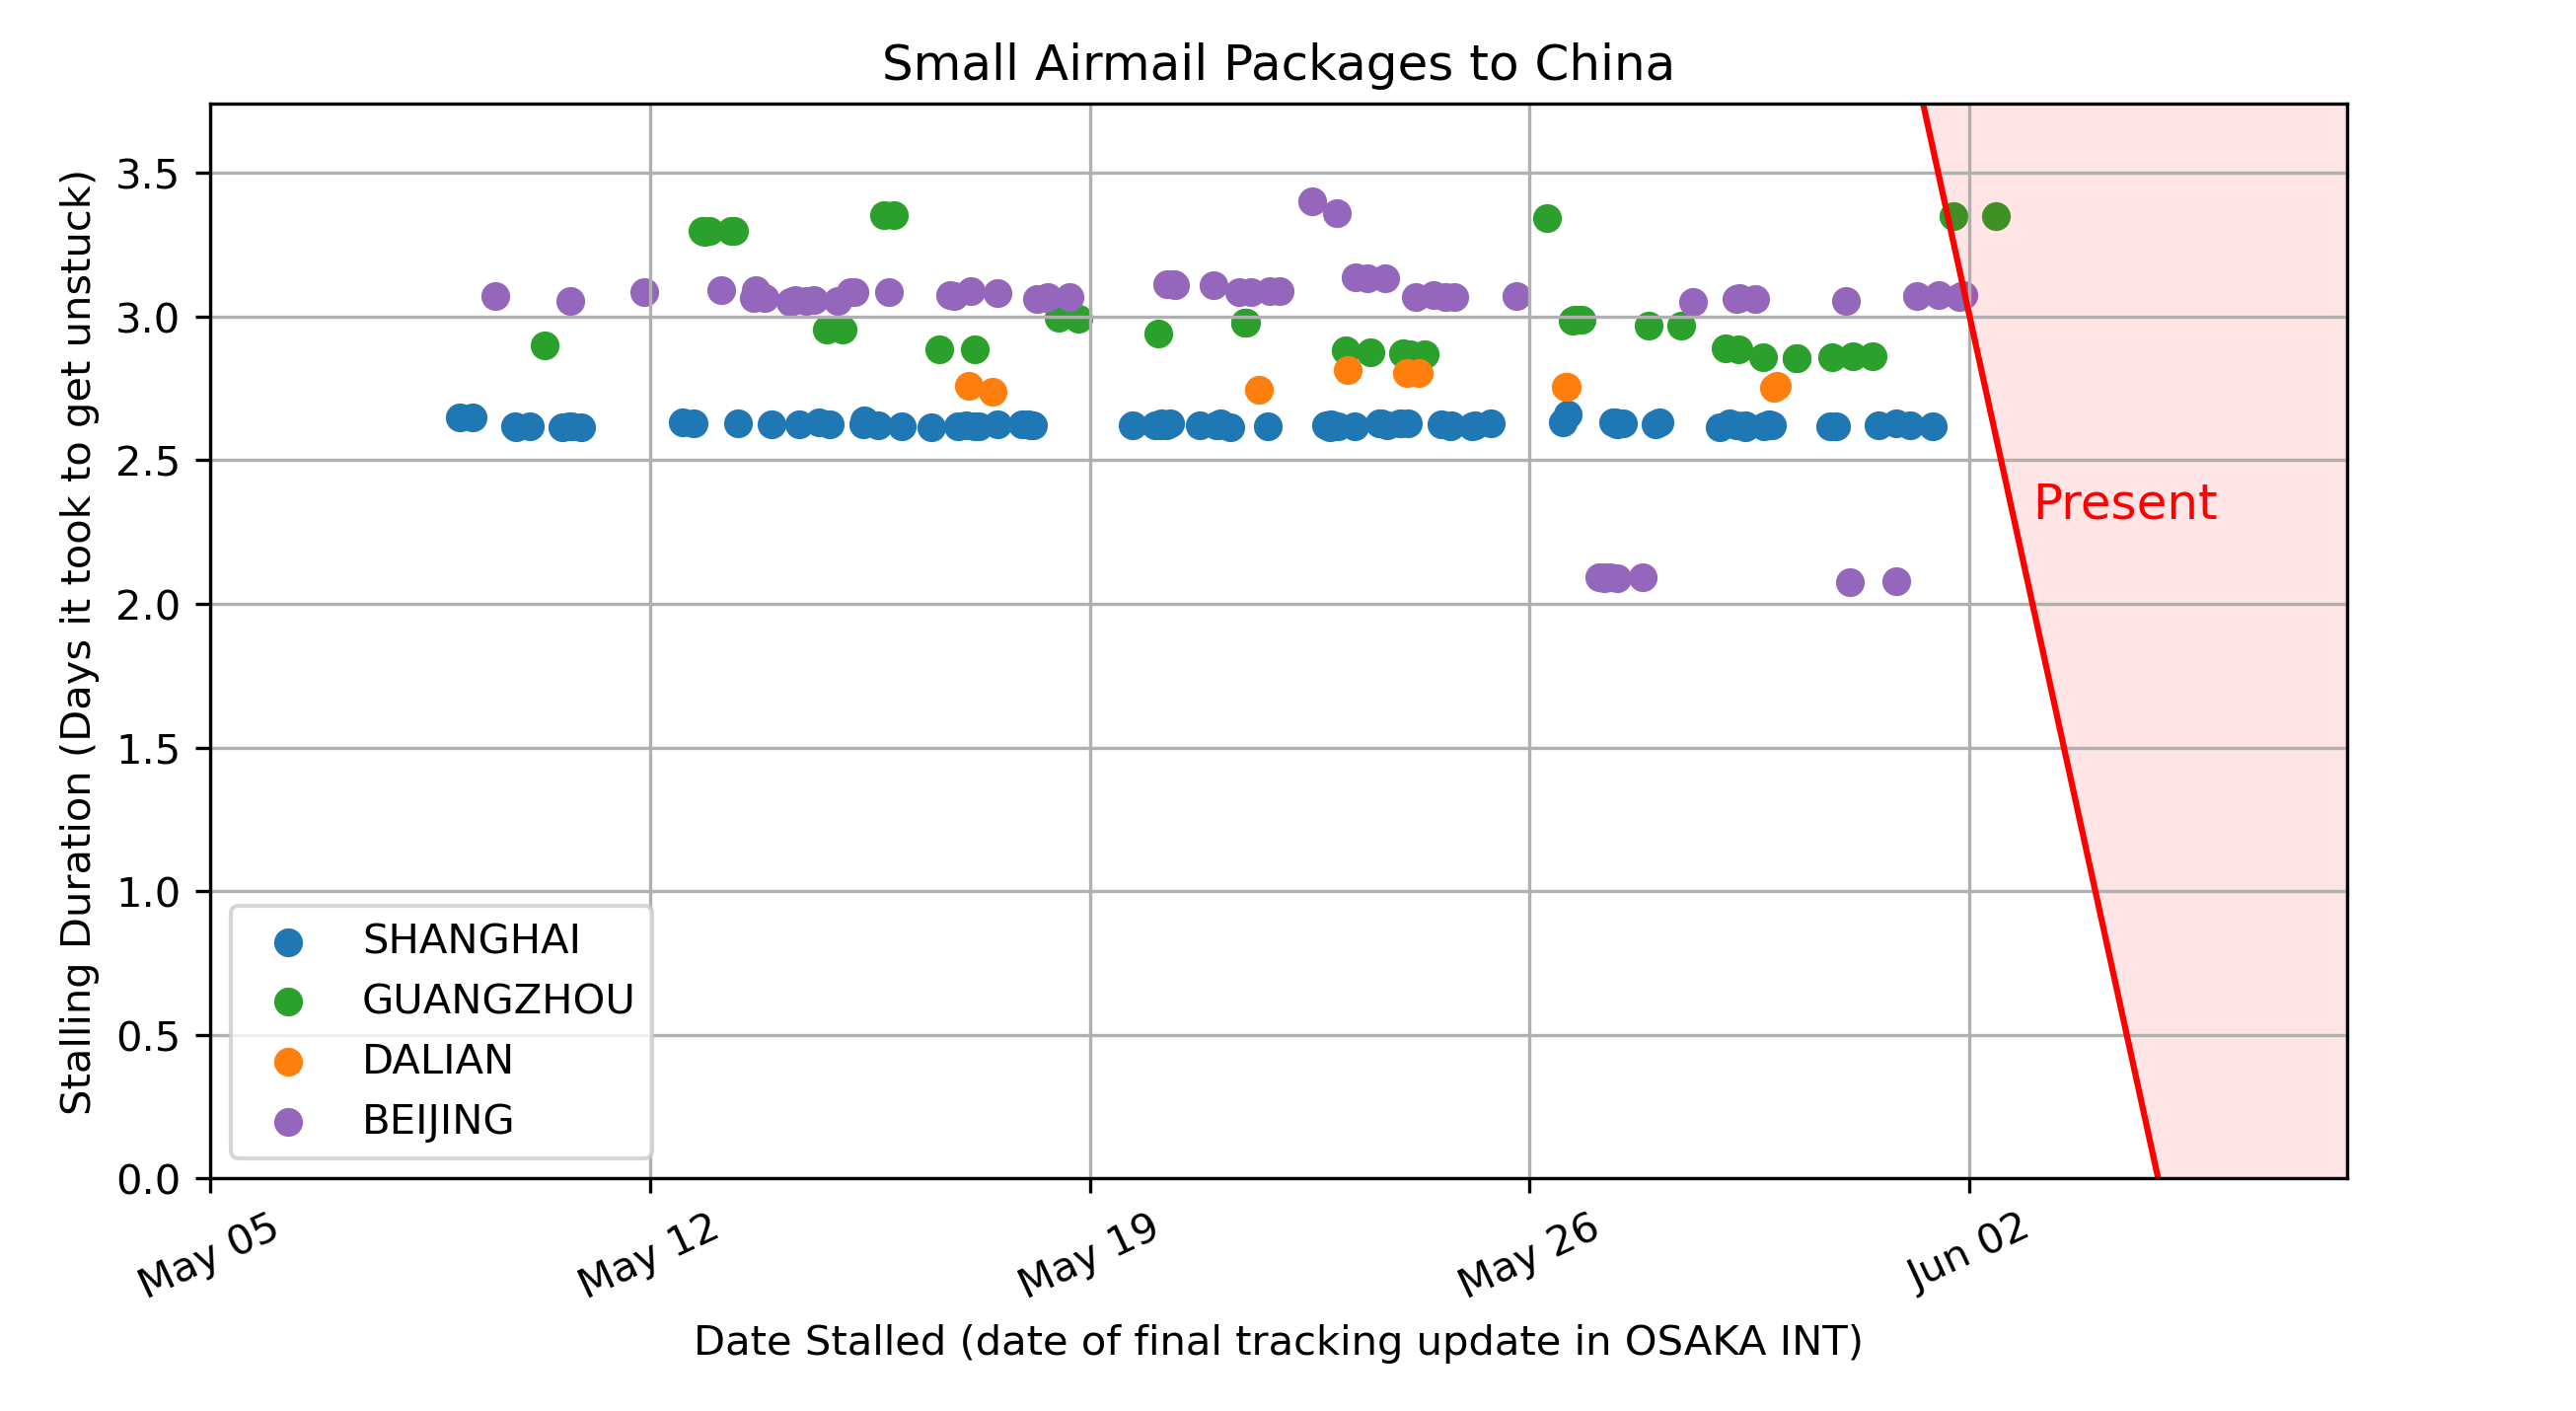 Small Airmail Packages to China
Stalling Duration (Days it took to get unstuck)
3.5
3.0
2.5
2.0
1.5
1.0
0.5
0.0
Present
SHANGHAI
GUANGZHOU
DALIAN
BEIJING
May 05
May 12
May 19
May 26
Jun 02
Date Stalled (date of final tracking update in OSAKA INT)